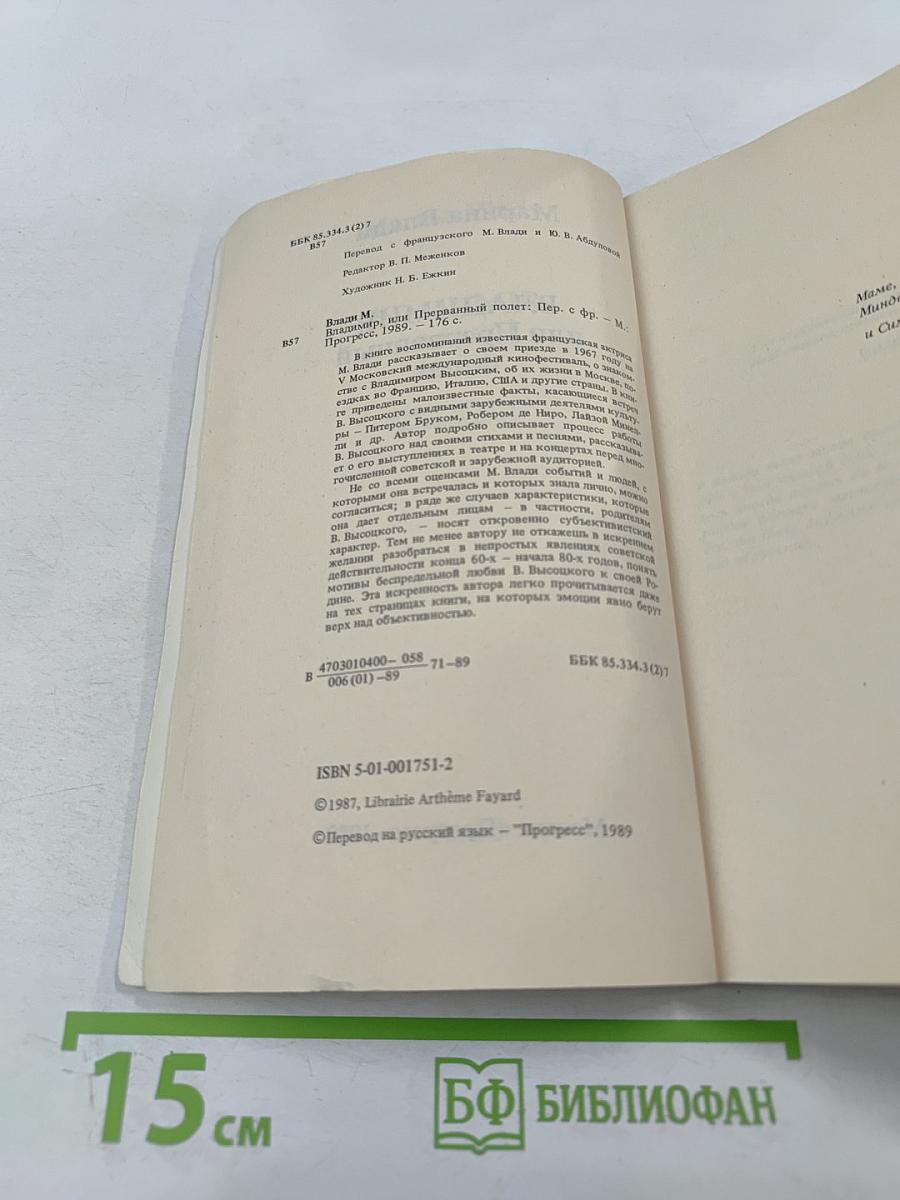 ББК 85.334.3(2)7
В57
Перевод с французского М. Влади и Ю. В. Абдуловой
Редактор В. П. Меженков
Художник Н. Б. Ежкин
Влади М.
В57
Владимир, или Прерванный полет: Пер. с фр. – М.:
Прогресс, 1989. – 176 с.
В книге воспоминаний известная французская актриса
М. Влади рассказывает о своем приезде в 1967 году на
V Московский международный кинофестиваль, о знаком-
стве с Владимиром Высоцким, об их жизни в Москве, по-
ездках во Францию, Италию, США и другие страны. В кни-
ге приведены малоизвестные факты, касающиеся встреч
В. Высоцкого с видными зарубежными деятелями культу-
ры – Питером Бруком, Робером де Ниро, Лайзой Минел-
ли и др. Автор подробно описывает процесс работы
В. Высоцкого над своими стихами и песнями, рассказыва-
ет о его выступлениях в театре и на концертах перед мно-
гочисленной советской и зарубежной аудиторией.
Не со всеми оценками М. Влади событий и людей, с
которыми она встречалась и которых знала лично, можно
согласиться; в ряде же случаев характеристики, которые
она дает отдельным лицам – в частности, родителям
В. Высоцкого, – носят откровенно субъективистский
характер. Тем не менее автору не откажешь в искреннем
желании разобраться в непростых явлениях советской
действительности конца 60-х – начала 80-х годов, понять
мотивы беспредельной любви В. Высоцкого к своей Ро-
дине. Эта искренность автора легко прочитывается даже
на тех страницах книги, на которых эмоции явно берут
верх над объективностью.
В 4703010400– 058 71–89
006(01)–89
ББК 85.334.3(2)7
ISBN 5-01-001751-2
©1987, Librairie Arthème Fayard
©Перевод на русский язык – "Прогресс", 1989
Маме,
и
15 см
БФ БИБЛИОФАН